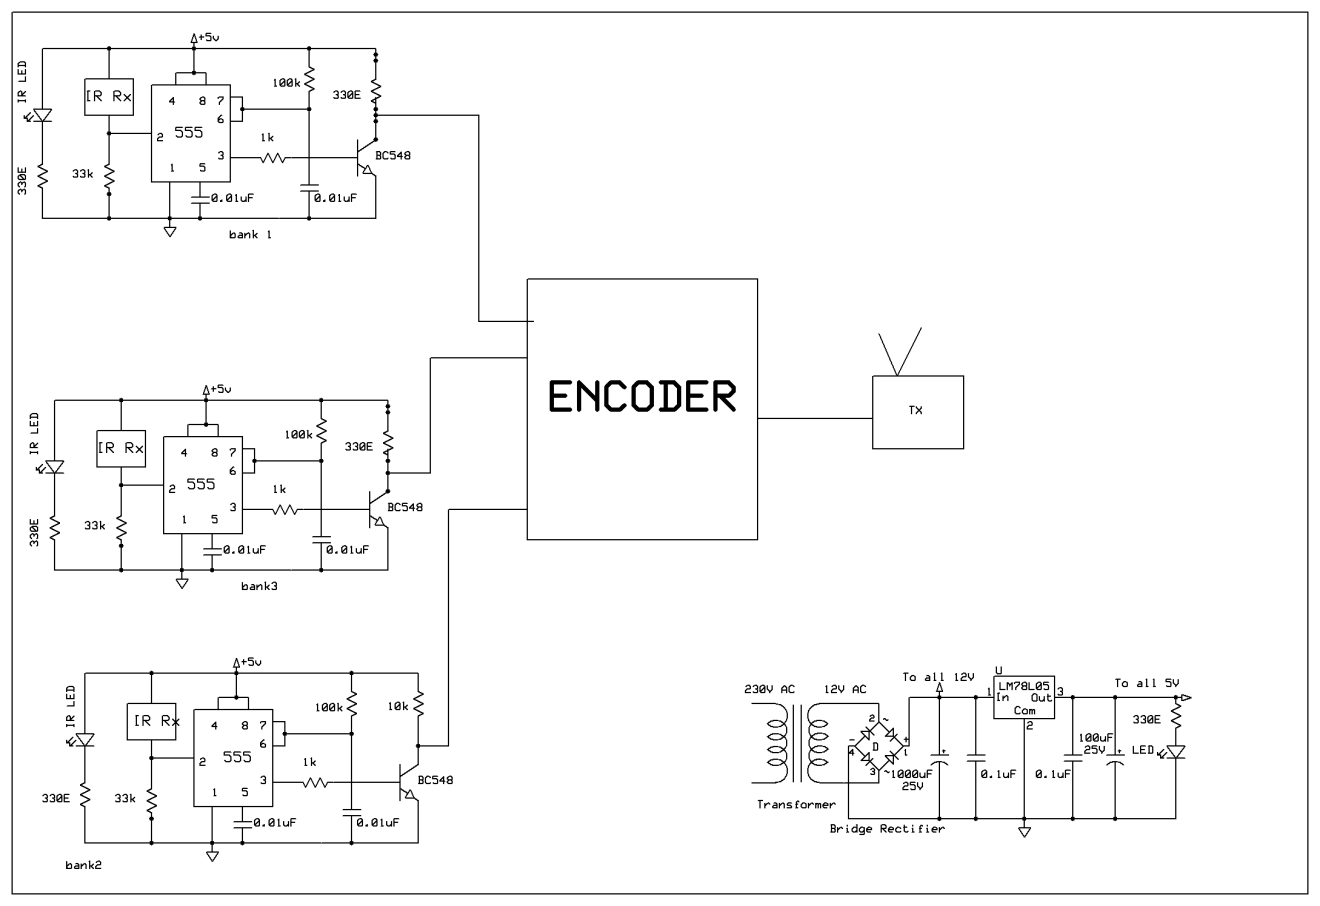 +5v
IR LED
IR Rx
4 8 7
6
555
2
3
1 5
100k
330E
1k
BC548
33k
330E
0.01uF
0.01uF
bank 1
ENCODER
TX
+5v
IR LED
IR Rx
4 8 7
6
555
2
3
1 5
100k
330E
1k
BC548
33k
330E
0.01uF
0.01uF
bank3
+5v
IR LED
IR Rx
4 8 7
6
555
2
3
1 5
100k
10k
1k
BC548
330E
33k
0.01uF
0.01uF
bank2
230V AC
12V AC
Transformer
2 ~
- +
4 D 1
3 ~
Bridge Rectifier
To all 12V
1000uF
25V
0.1uF
U
LM78L05
1 In Out 3
Com
2
0.1uF
100uF
25V
To all 5V
330E
LED